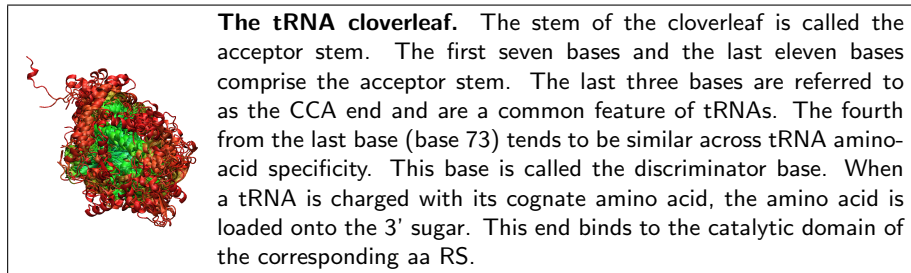 The tRNA cloverleaf. The stem of the cloverleaf is called the
acceptor stem. The first seven bases and the last eleven bases
comprise the acceptor stem. The last three bases are referred to
as the CCA end and are a common feature of tRNAs. The fourth
from the last base (base 73) tends to be similar across tRNA amino-
acid specificity. This base is called the discriminator base. When
a tRNA is charged with its cognate amino acid, the amino acid is
loaded onto the 3' sugar. This end binds to the catalytic domain of
the corresponding aa RS.